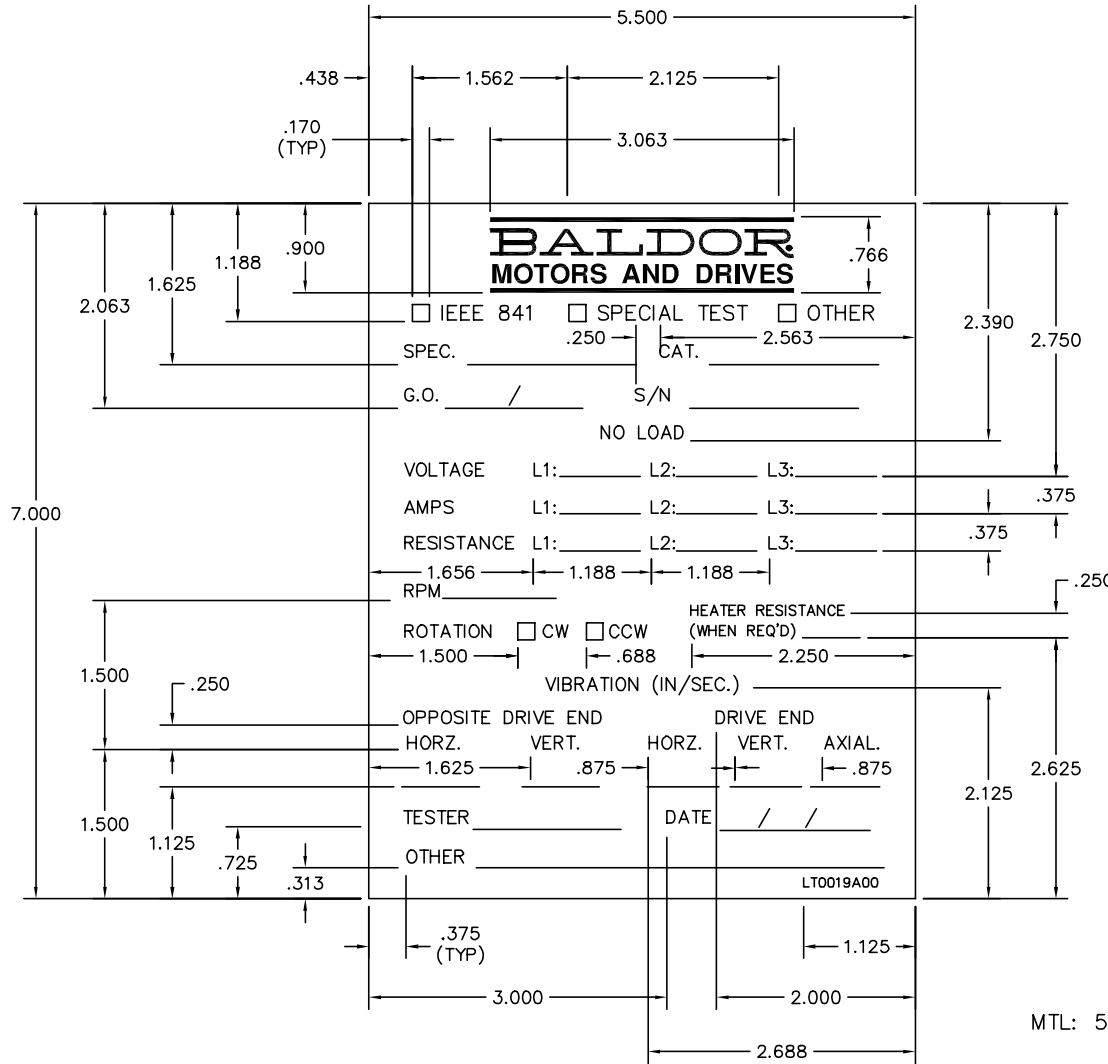 5.500
.438 1.562 2.125
.170
(TYP)
3.063
BALDOR
MOTORS AND DRIVES
.900
.766
1.188
1.625
2.063
2.390
2.750
IEEE 841 SPECIAL TEST OTHER
.250 2.563
SPEC. CAT.
G.O. / S/N
NO LOAD
VOLTAGE L1: L2: L3:
.375
AMPS L1: L2: L3:
7.000
.375
RESISTANCE L1: L2: L3:
1.656 1.188 1.188
RPM
.250
HEATER RESISTANCE
(WHEN REQ'D)
ROTATION CW CCW
1.500 .688 2.250
1.500
.250
VIBRATION (IN/SEC.)
OPPOSITE DRIVE END DRIVE END
HORZ. VERT. HORZ. VERT. AXIAL.
1.625 .875 .875
2.625
2.125
1.500
1.125
.725
.313
TESTER DATE / /
OTHER
LT0019A00
.375
(TYP)
1.125
3.000 2.000
MTL: 5
2.688